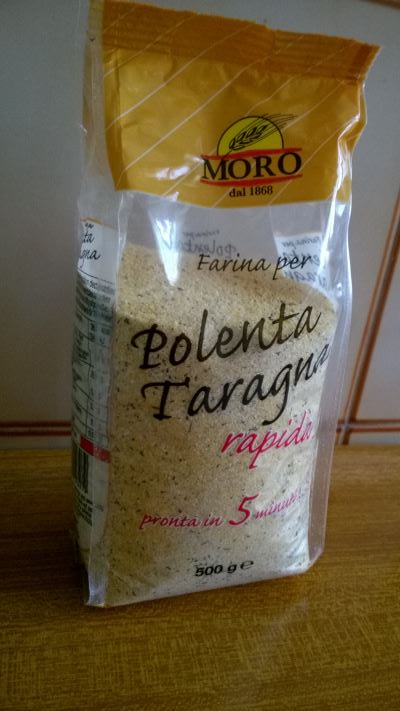 MORO
dal 1868
Farina per
Polenta
Taragna
rapida
pronta in 5 minuti
500 g e